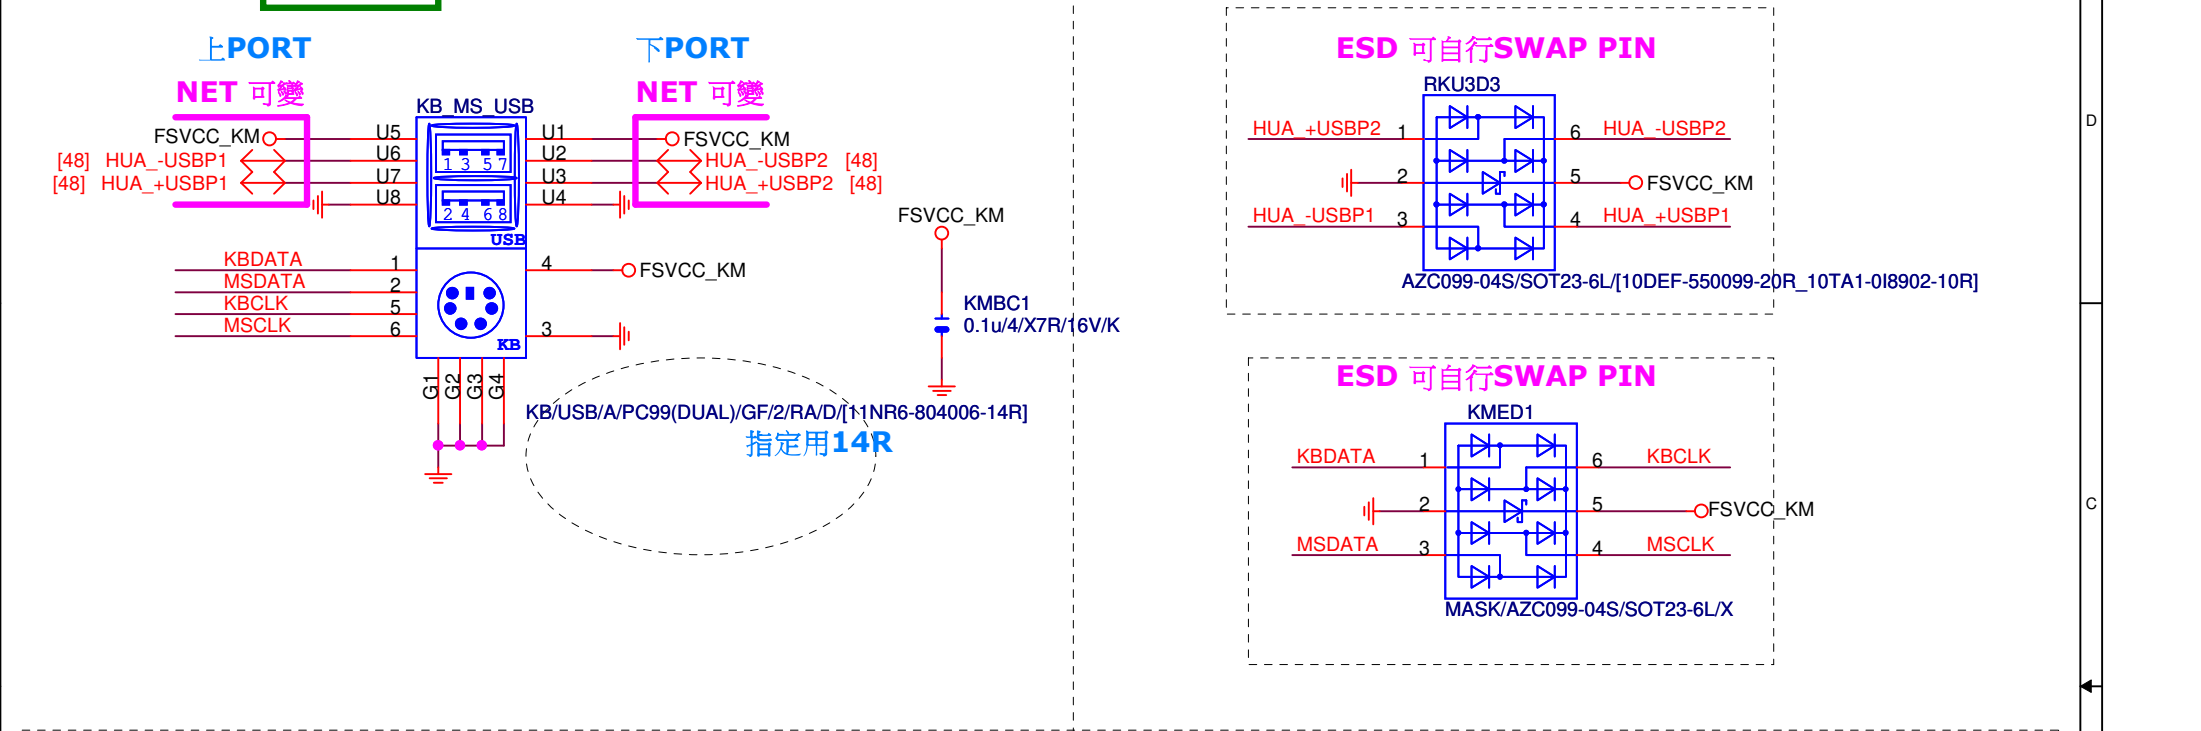 上PORT
下PORT
NET 可變
NET 可變
KB_MS_USB
FSVCC_KM
U5
U1
FSVCC_KM
[48] HUA_-USBP1
U6
U2
HUA_-USBP2 [48]
[48] HUA_+USBP1
U7
U3
HUA_+USBP2 [48]
U8
U4
1 3 5 7
2 4 6 8
USB
KBDATA
1
4
FSVCC_KM
MSDATA
2
KBCLK
5
MSCLK
6
3
KB
G1
G2
G3
G4
KB/USB/A/PC99(DUAL)/GF/2/RA/D/[11NR6-804006-14R]
指定用14R
FSVCC_KM
KMBC1
0.1u/4/X7R/16V/K
ESD 可自行SWAP PIN
RKU3D3
HUA_+USBP2
1
6
HUA_-USBP2
2
5
FSVCC_KM
HUA_-USBP1
3
4
HUA_+USBP1
AZC099-04S/SOT23-6L/[10DEF-550099-20R_10TA1-0I8902-10R]
ESD 可自行SWAP PIN
KMED1
KBDATA
1
6
KBCLK
2
5
FSVCC_KM
MSDATA
3
4
MSCLK
MASK/AZC099-04S/SOT23-6L/X
D
C